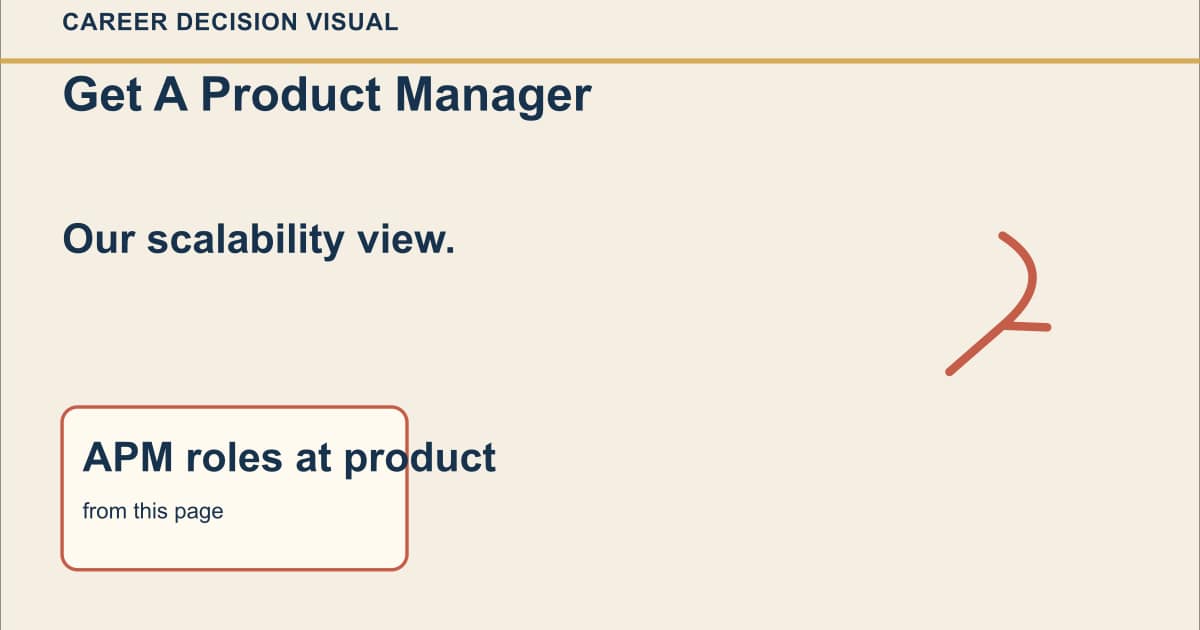 CAREER DECISION VISUAL
Get A Product Manager
Our scalability view.
APM roles at product
from this page